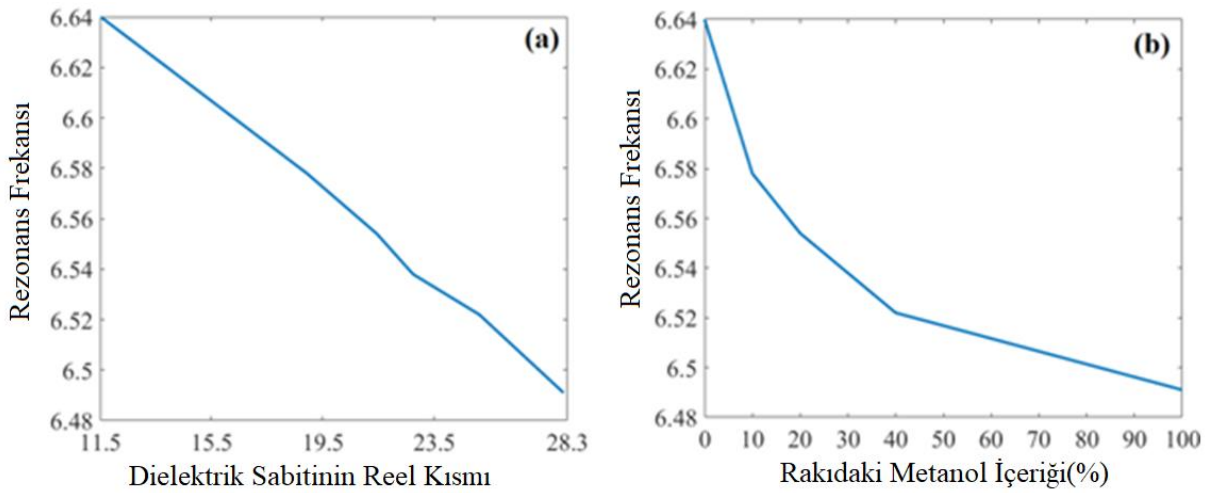 (a)
Rezonans Frekansı
6.64
6.62
6.6
6.58
6.56
6.54
6.52
6.5
6.48
11.5 15.5 19.5 23.5 28.3
Dielektrik Sabitinin Reel Kısmı
(b)
Rezonans Frekansı
6.64
6.62
6.6
6.58
6.56
6.54
6.52
6.5
6.48
0 10 20 30 40 50 60 70 80 90 100
Rakıdaki Metanol İçeriği(%)